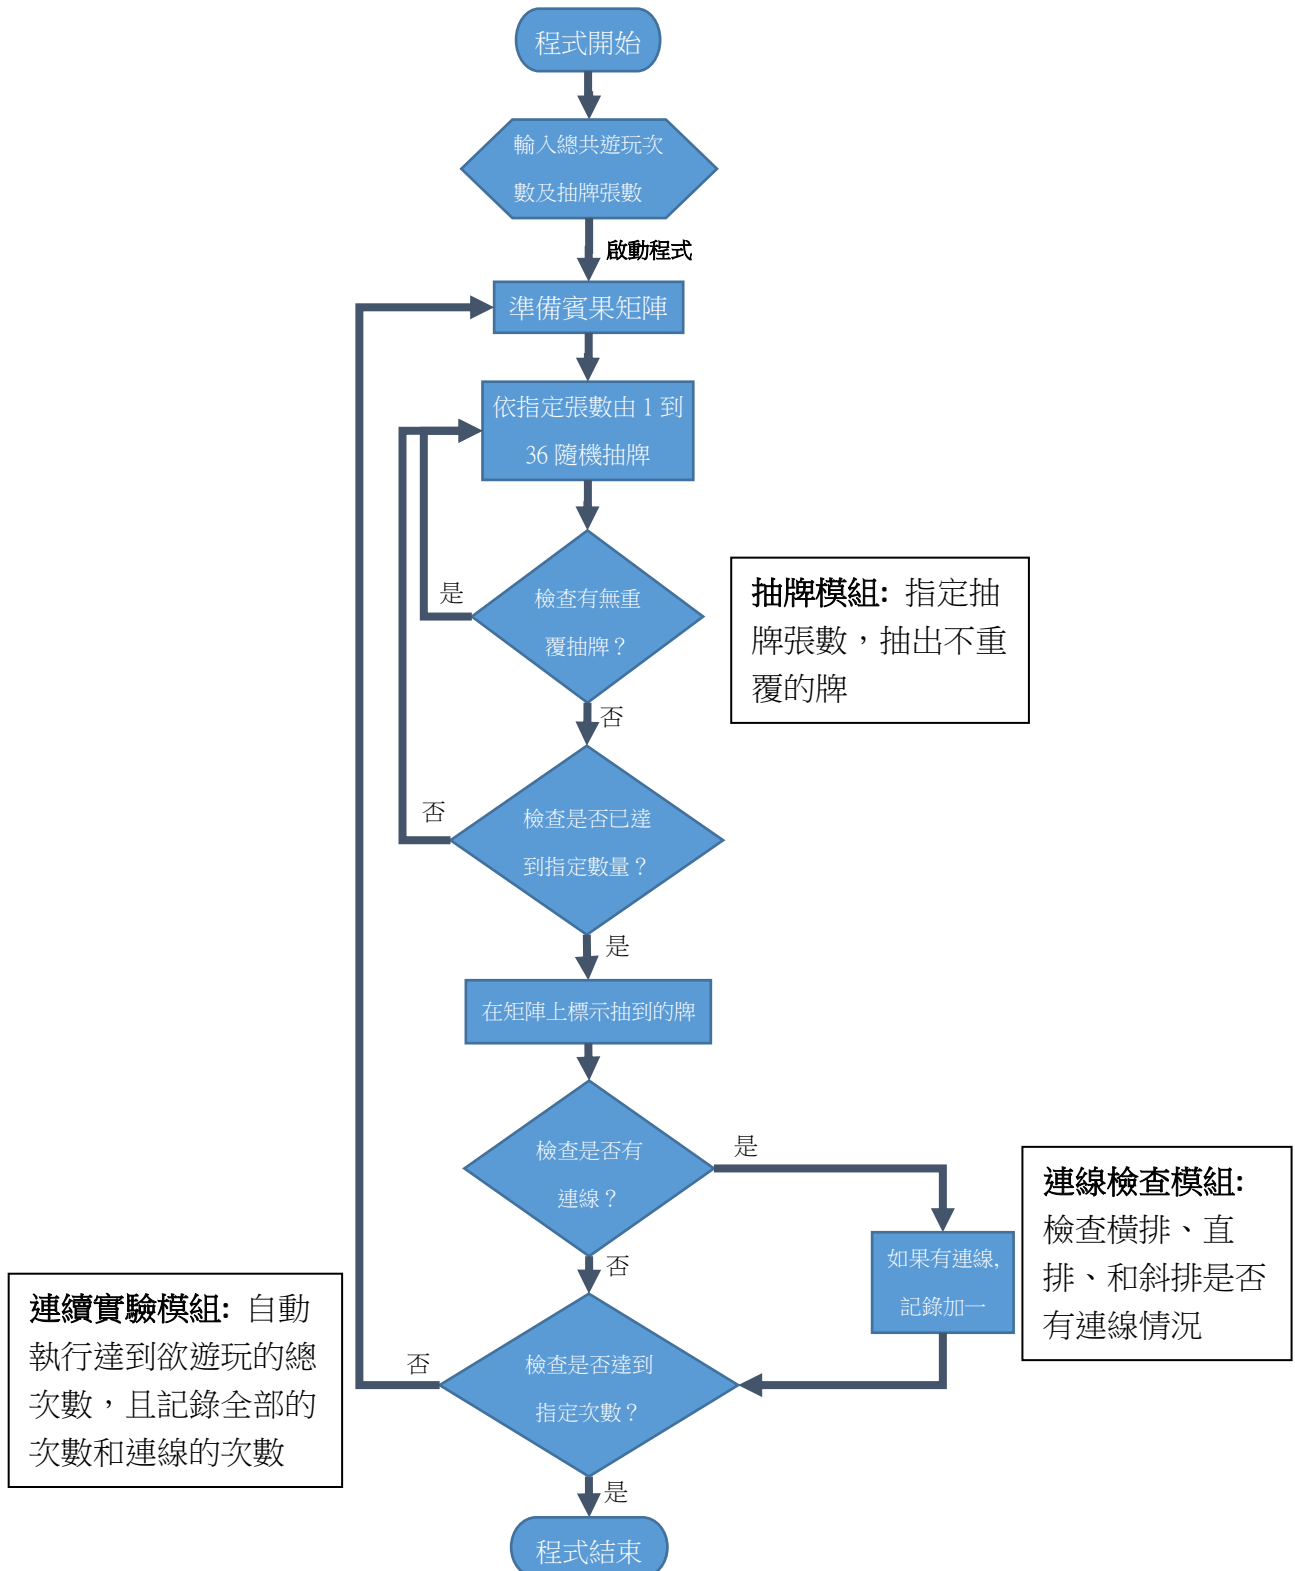 程式開始
輸入總共遊玩次
數及抽牌張數
啟動程式
準備賓果矩陣
依指定張數由 1 到
36 隨機抽牌
檢查有無重
覆抽牌？
是
否
抽牌模組: 指定抽
牌張數，抽出不重
覆的牌
檢查是否已達
到指定數量？
否
是
在矩陣上標示抽到的牌
檢查是否有
連線？
是
否
如果有連線,
記錄加一
連線檢查模組:
檢查橫排、直
排、和斜排是否
有連線情況
連續實驗模組: 自動
執行達到欲遊玩的總
次數，且記錄全部的
次數和連線的次數
檢查是否達到
指定次數？
否
是
程式結束